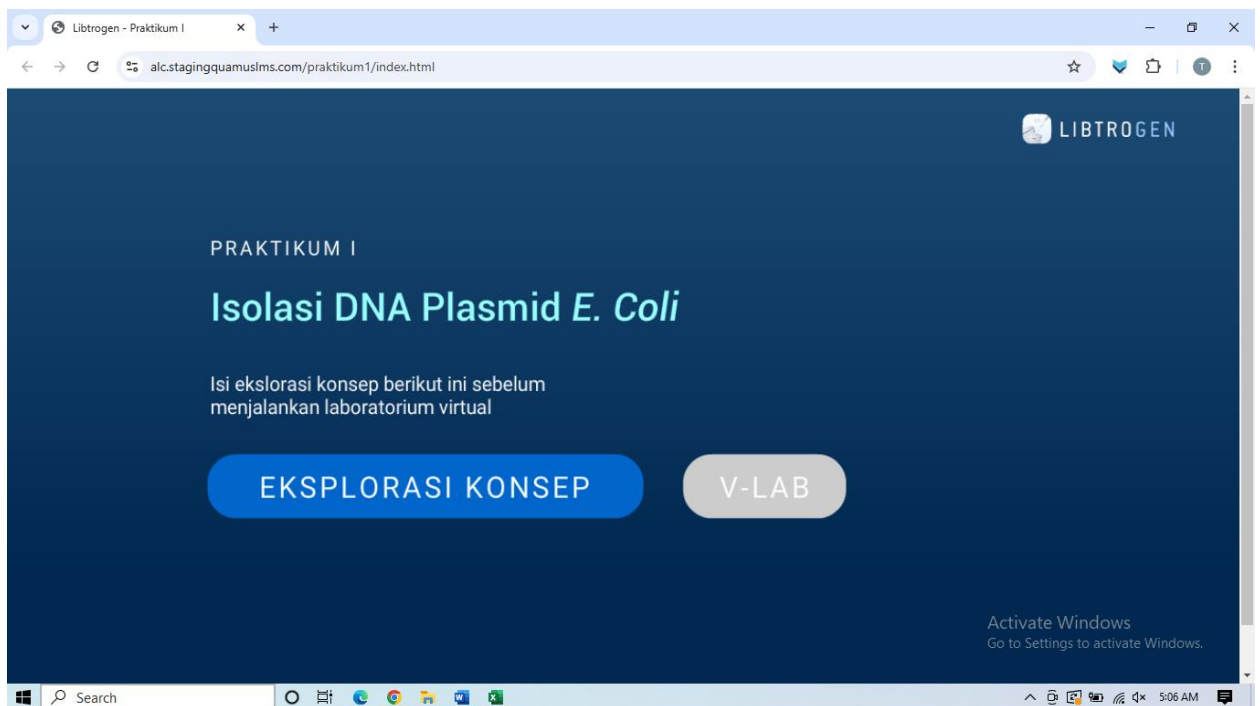 Libtrogen - Praktikum I
alc.stagingquamuslms.com/praktikum1/index.html
T
LIBTROGEN
PRAKTIKUM I
Isolasi DNA Plasmid E. Coli
Isi ekslorasi konsep berikut ini sebelum
menjalankan laboratorium virtual
EKSPLORASI KONSEP
V-LAB
Activate Windows
Go to Settings to activate Windows.
Search
5:06 AM